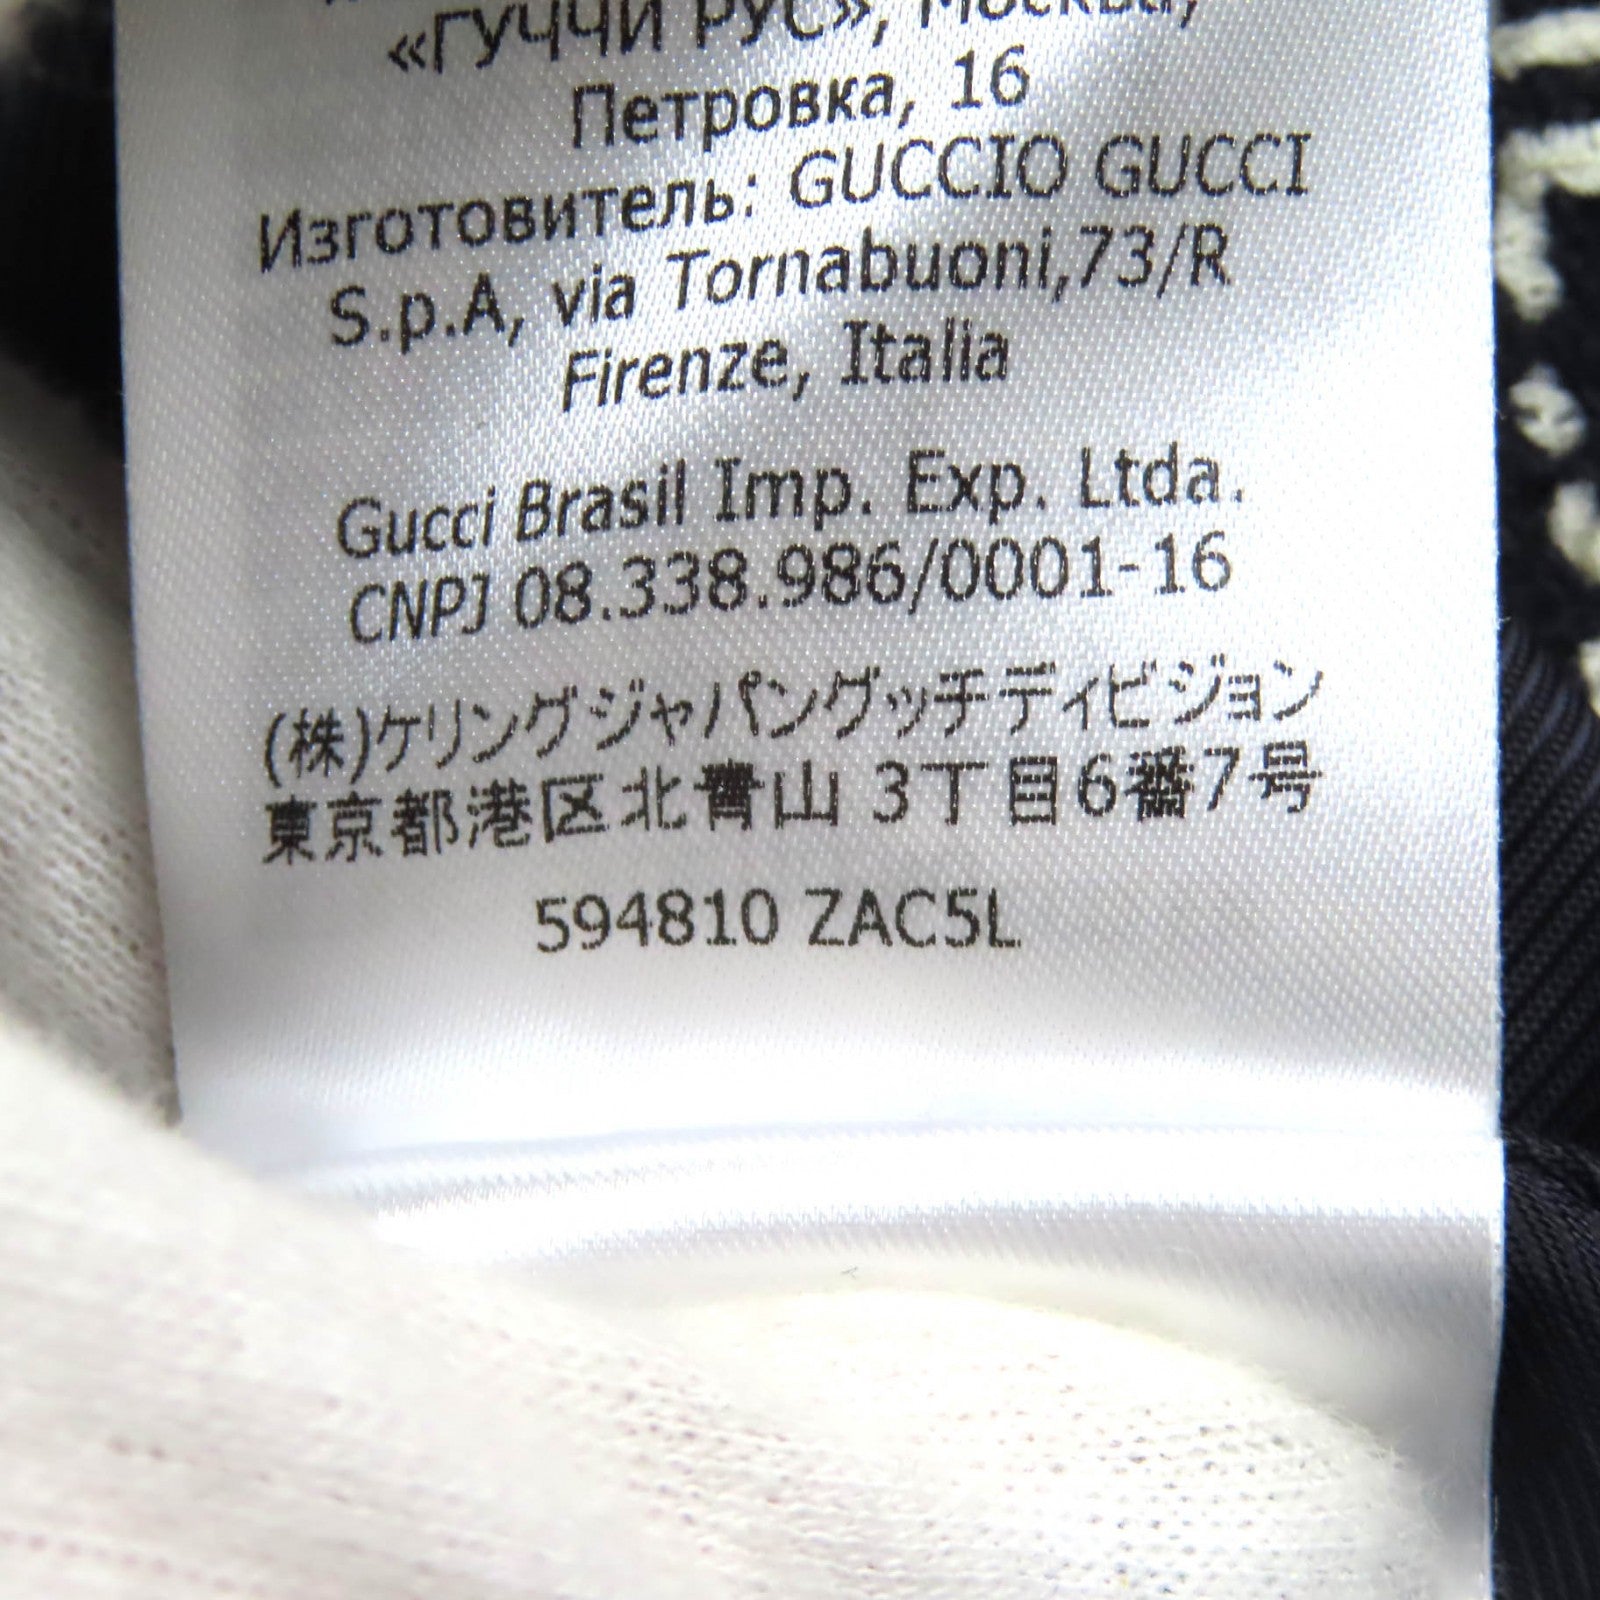 «ГУЧЧИ РУС», Москва,
Петровка, 16
Изготовитель: GUCCIO GUCCI
S.p.A, via Tornabuoni,73/R
Firenze, Italia
Gucci Brasil Imp. Exp. Ltda.
CNPJ 08.338.986/0001-16
(株)ケリングジャパングッチディビジョン
東京都港区北青山 3丁目6番7号
594810 ZAC5L